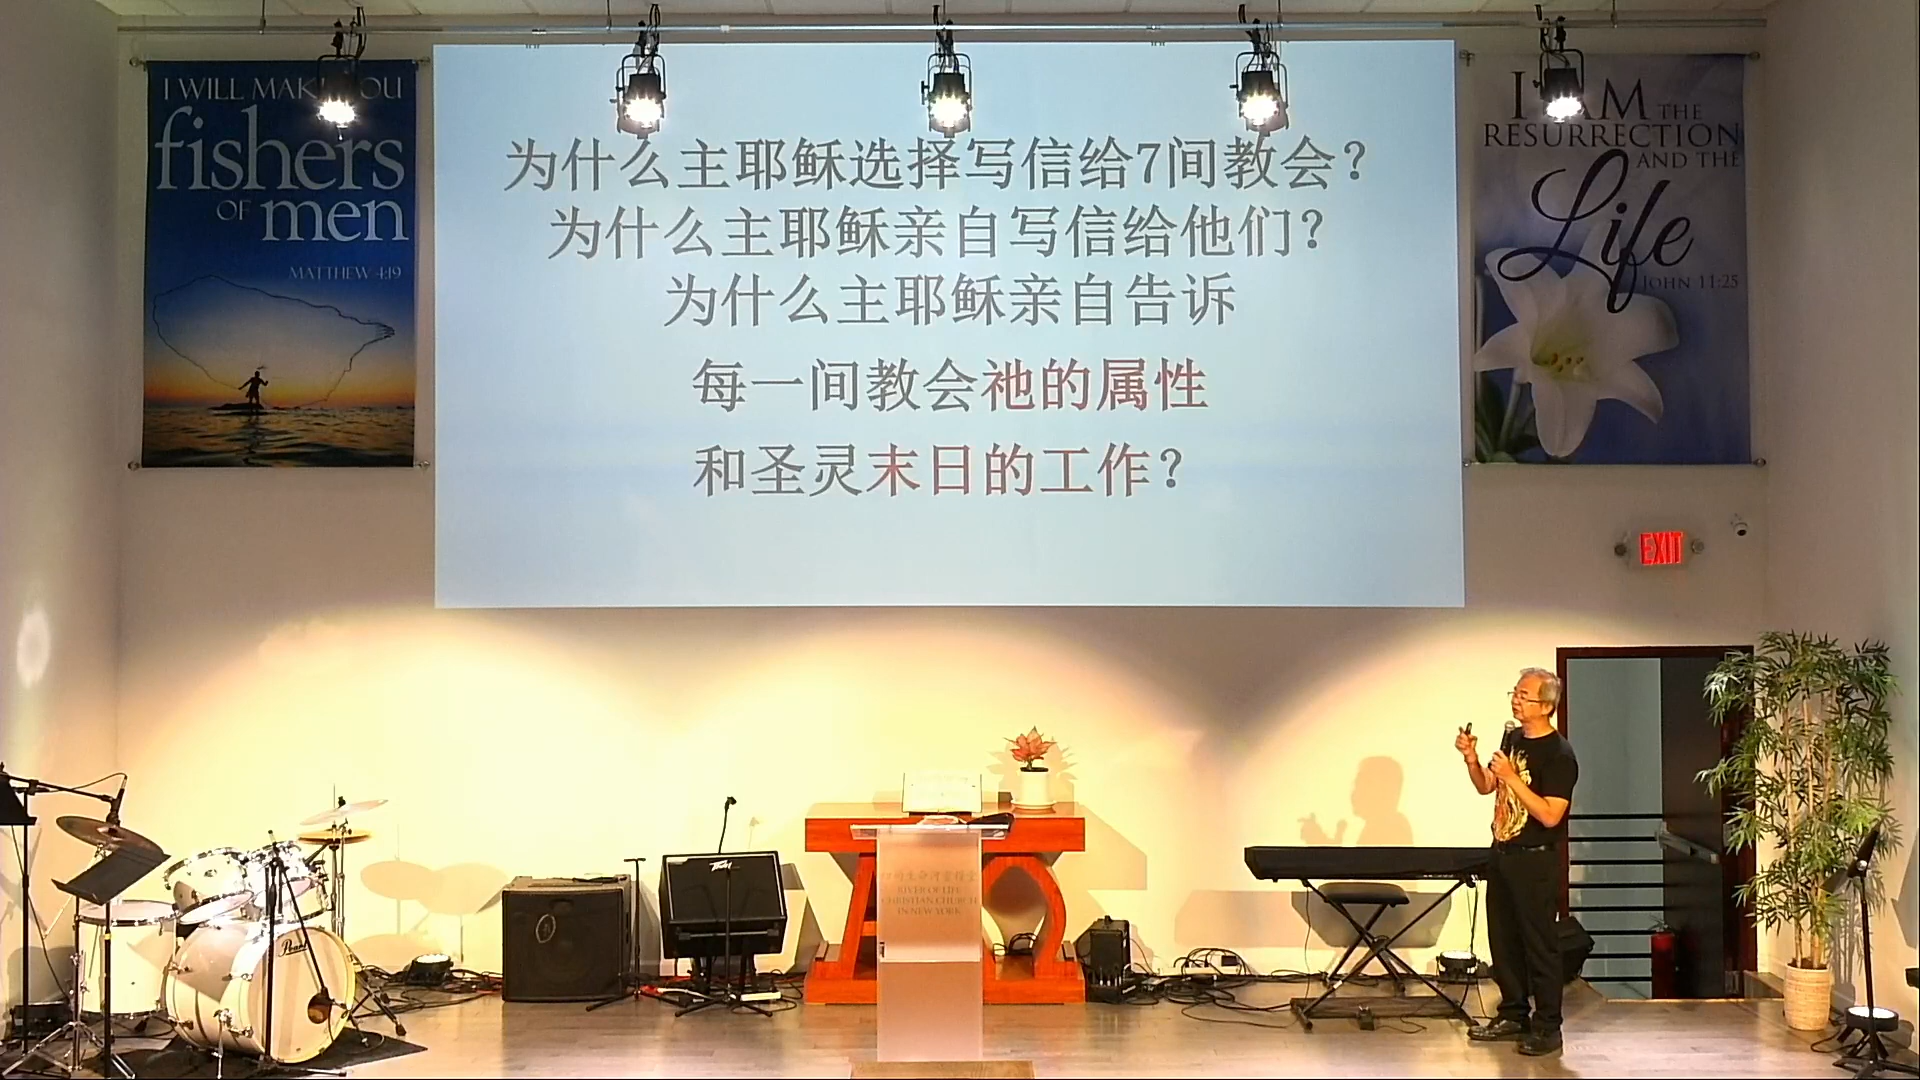 I WILL MAKE YOU
fishers
OF men
MATTHEW 4:19
为什么主耶稣选择写信给7间教会?
为什么主耶稣亲自写信给他们?
为什么主耶稣亲自告诉
每一间教会祂的属性
和圣灵末日的工作?
I AM THE
RESURRECTION
AND THE
Life
JOHN 11:25
EXIT
PEAVEY
Pearl
RIVER OF LIFE
CHRISTIAN CHURCH
IN NEW YORK